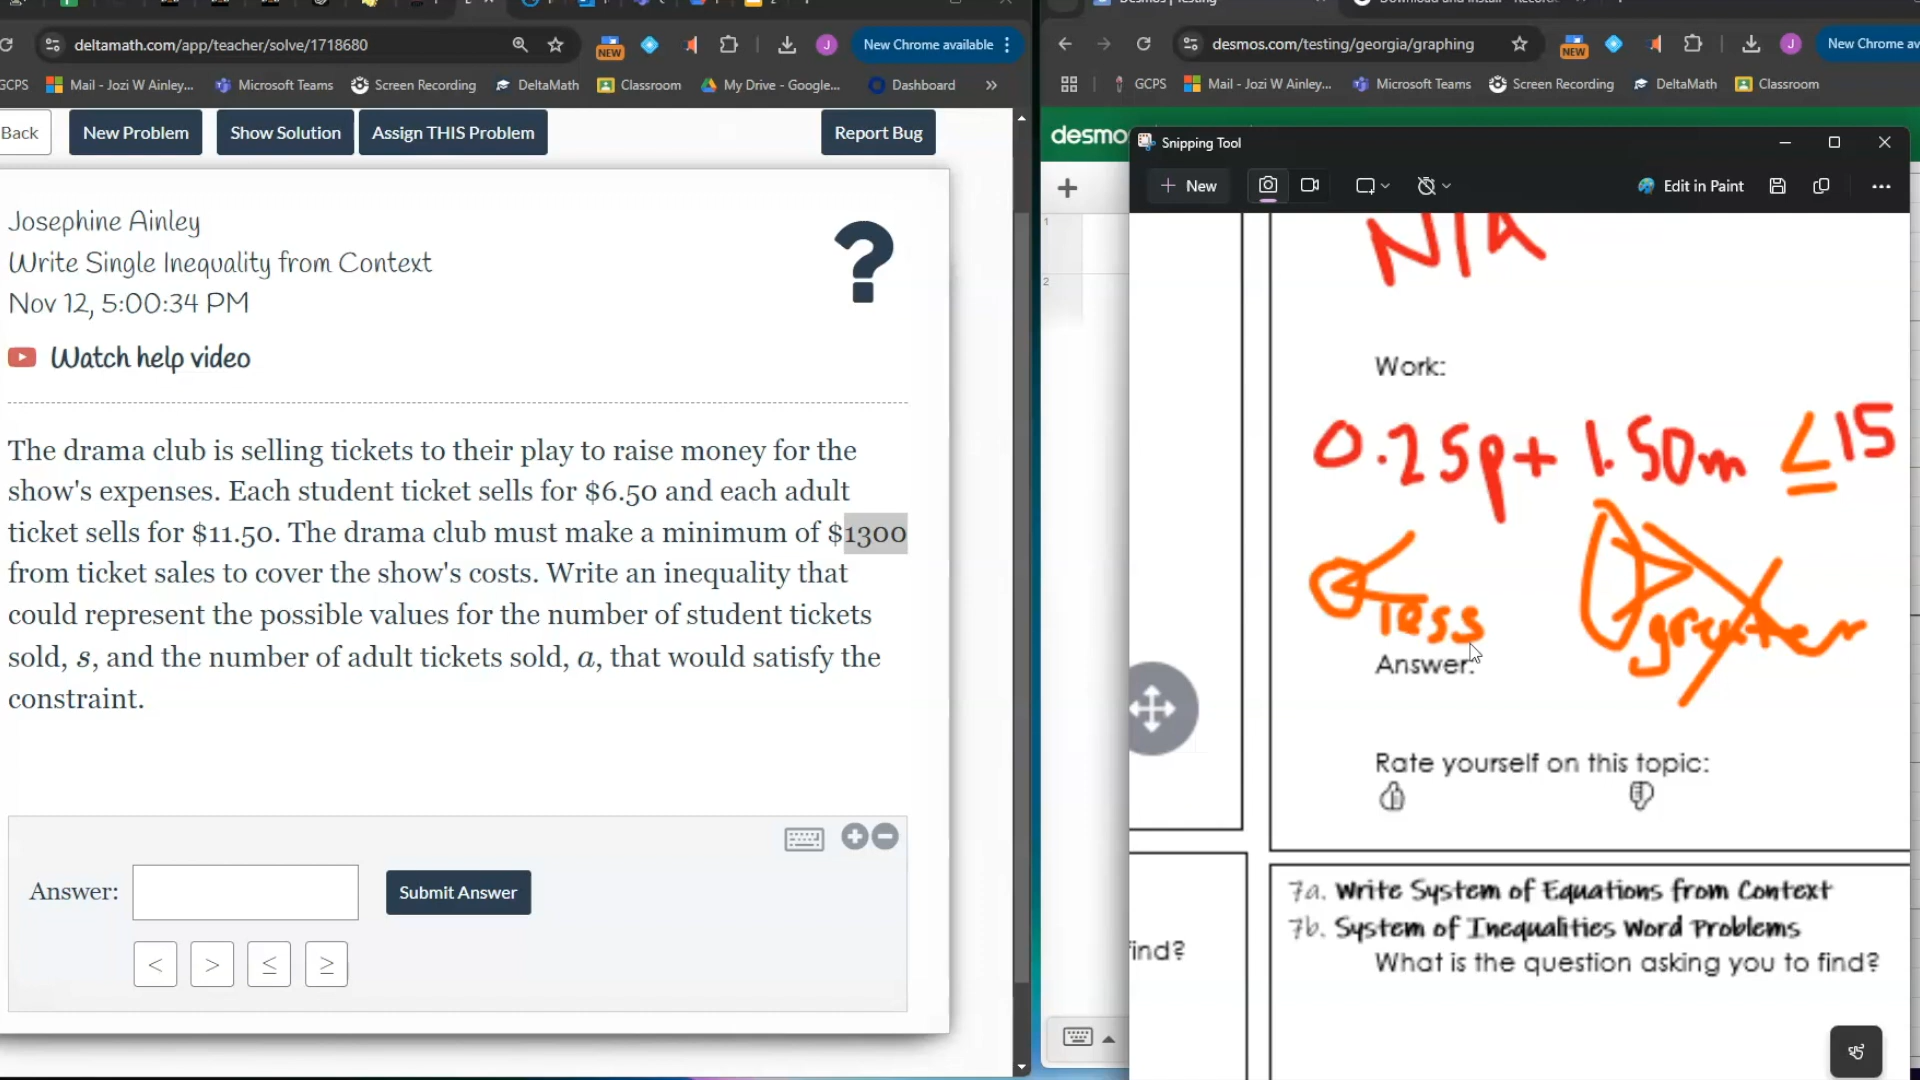 deltamath.com/app/teacher/solve/1718680
NEW
J
New Chrome available
GCPS
Mail - Jozi W Ainley...
Microsoft Teams
Screen Recording
DeltaMath
Classroom
My Drive - Google...
Dashboard
»
Back
New Problem
Show Solution
Assign THIS Problem
Report Bug
Josephine Ainley
Write Single Inequality from Context
Nov 12, 5:00:34 PM
?
Watch help video
The drama club is selling tickets to their play to raise money for the
show's expenses. Each student ticket sells for $6.50 and each adult
ticket sells for $11.50. The drama club must make a minimum of $1300
from ticket sales to cover the show's costs. Write an inequality that
could represent the possible values for the number of student tickets
sold, s, and the number of adult tickets sold, a, that would satisfy the
constraint.
Answer:
Submit Answer
< > ≤ ≥
desmos.com/testing/georgia/graphing
NEW
J
New Chrome av
GCPS
Mail - Jozi W Ainley...
Microsoft Teams
Screen Recording
DeltaMath
Classroom
desmo
1
2
Snipping Tool
New
Edit in Paint
N/A
Work:
0.25p + 1.50m ≤ 15
less
greater
Answer:
Rate yourself on this topic:
7a. Write System of Equations from Context
7b. System of Inequalities Word Problems
What is the question asking you to find?
find?